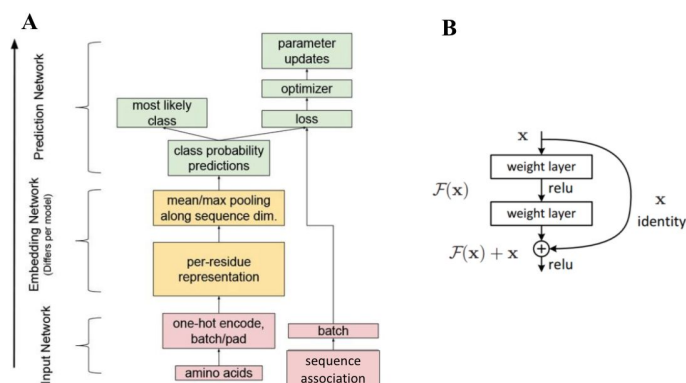 A
B
Prediction Network
Embedding Network
(Differs per model)
Input Network
parameter
updates
optimizer
loss
most likely
class
class probability
predictions
mean/max pooling
along sequence dim.
per-residue
representation
one-hot encode,
batch/pad
amino acids
batch
sequence
association
x
weight layer
relu
F(x)
weight layer
x
identity
F(x) + x
relu